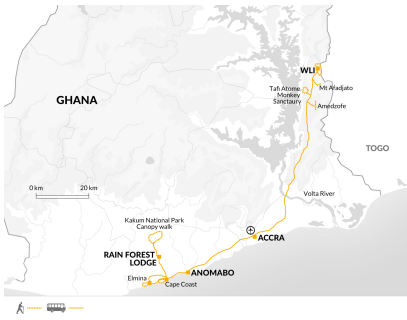 WLI
Mt Afadjato
Tafi Atome
Monkey
Sanctaury
Amedzofe
GHANA
TOGO
0 km 20 km
Volta River
Kakum National Park
Canopy walk
ACCRA
RAIN FOREST
LODGE
ANOMABO
Elmina
Cape Coast